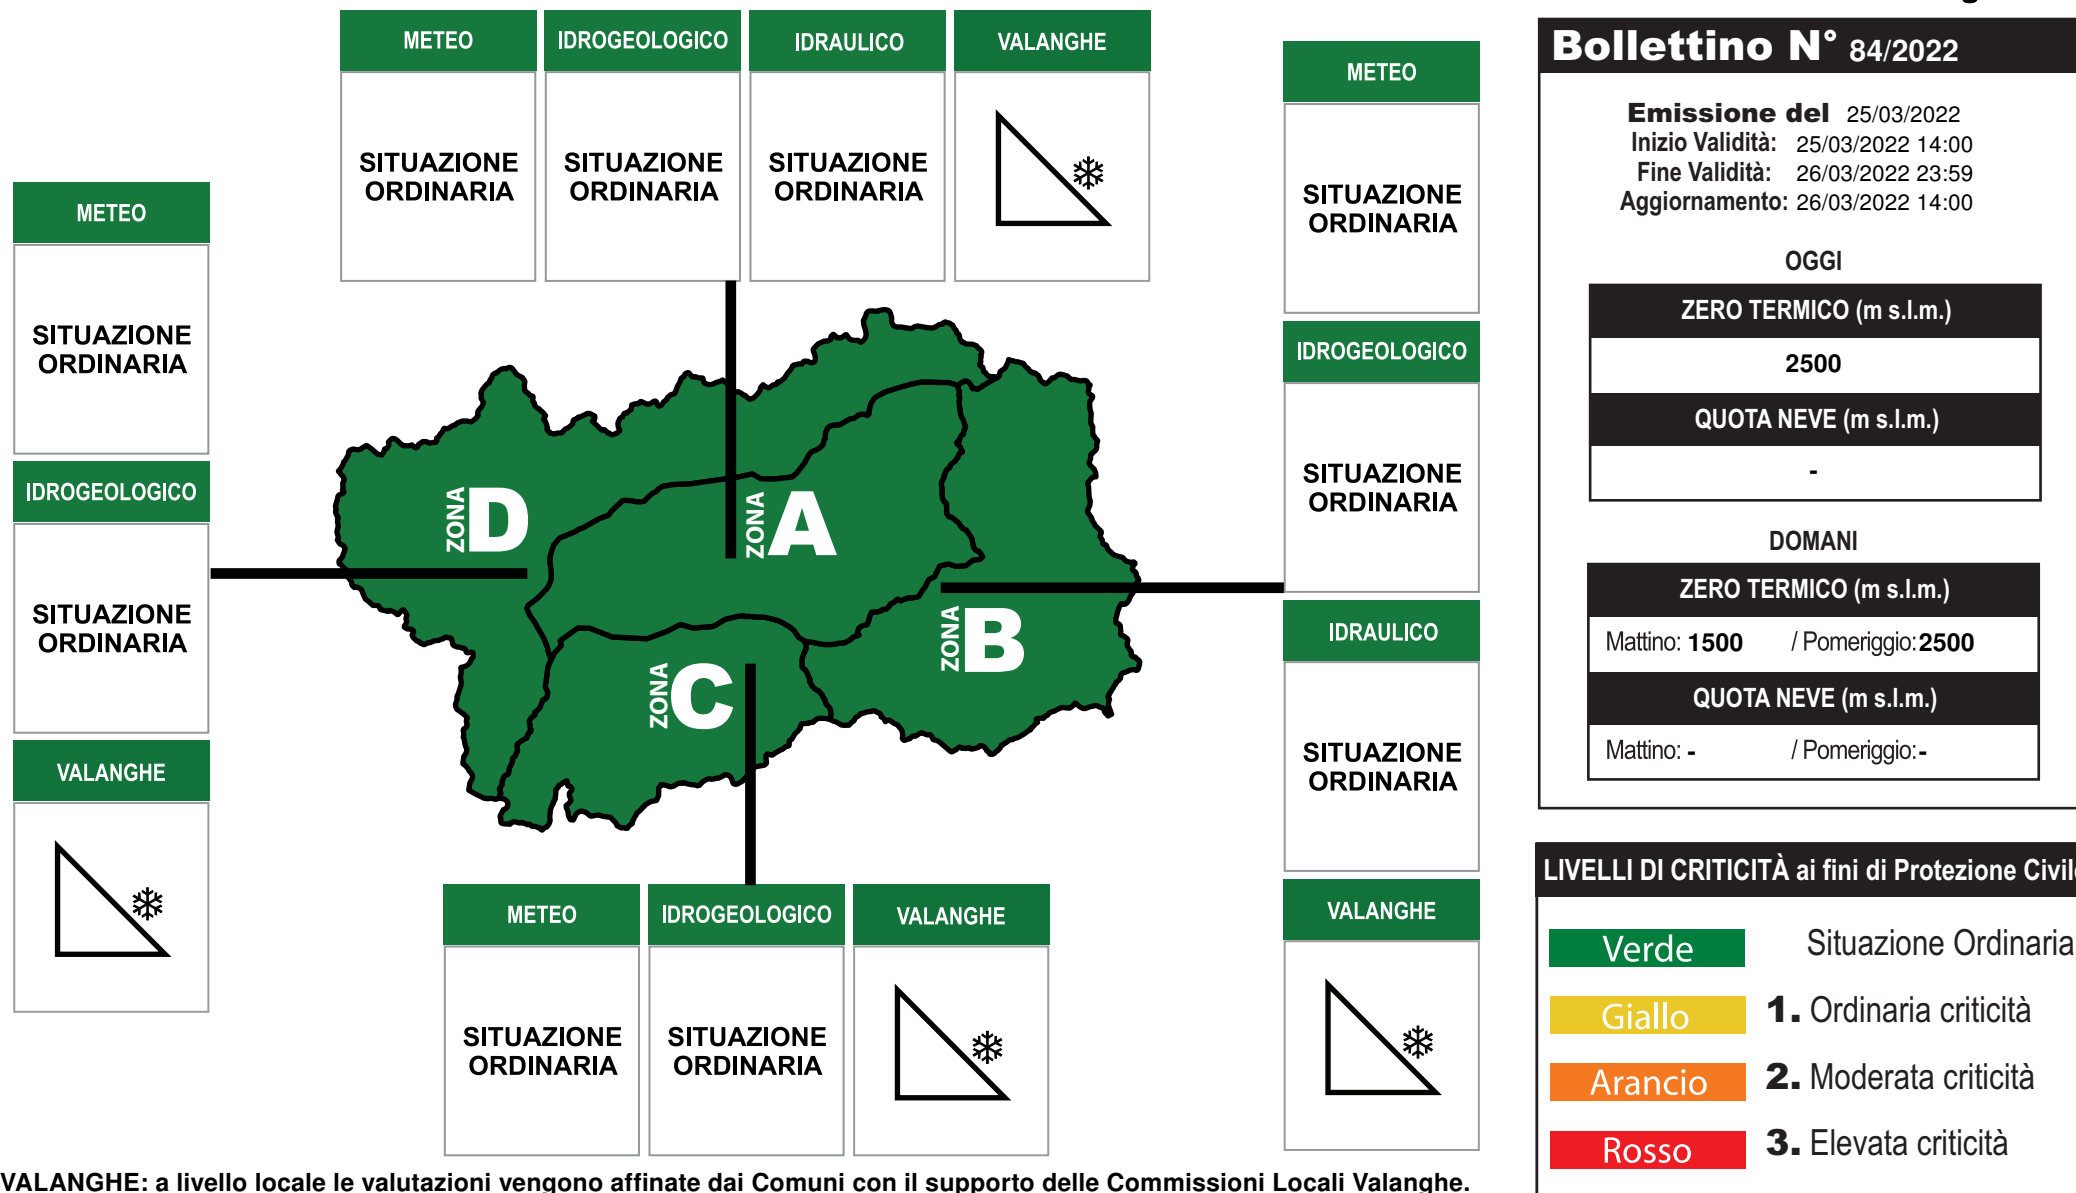 METEO
IDROGEOLOGICO
IDRAULICO
VALANGHE
SITUAZIONE
ORDINARIA
SITUAZIONE
ORDINARIA
SITUAZIONE
ORDINARIA
METEO
SITUAZIONE
ORDINARIA
IDROGEOLOGICO
SITUAZIONE
ORDINARIA
VALANGHE
ZONA D
ZONA A
ZONA B
ZONA C
METEO
SITUAZIONE
ORDINARIA
IDROGEOLOGICO
SITUAZIONE
ORDINARIA
IDRAULICO
SITUAZIONE
ORDINARIA
VALANGHE
METEO
IDROGEOLOGICO
VALANGHE
SITUAZIONE
ORDINARIA
SITUAZIONE
ORDINARIA
VALANGHE: a livello locale le valutazioni vengono affinate dai Comuni con il supporto delle Commissioni Locali Valanghe.
Bollettino N° 84/2022
Emissione del 25/03/2022
Inizio Validità: 25/03/2022 14:00
Fine Validità: 26/03/2022 23:59
Aggiornamento: 26/03/2022 14:00
OGGI
ZERO TERMICO (m s.l.m.)
2500
QUOTA NEVE (m s.l.m.)
-
DOMANI
ZERO TERMICO (m s.l.m.)
Mattino: 1500 / Pomeriggio: 2500
QUOTA NEVE (m s.l.m.)
Mattino: - / Pomeriggio: -
LIVELLI DI CRITICITÀ ai fini di Protezione Civile
Verde Situazione Ordinaria
Giallo 1. Ordinaria criticità
Arancio 2. Moderata criticità
Rosso 3. Elevata criticità